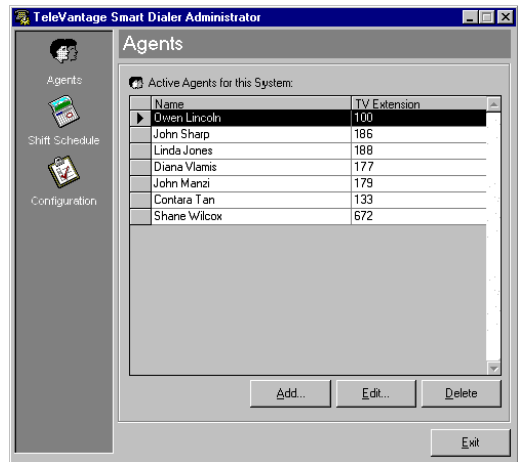 TeleVantage Smart Dialer Administrator
Agents
Shift Schedule
Configuration
Agents
Active Agents for this System:
Name TV Extension
Owen Lincoln 100
John Sharp 186
Linda Jones 188
Diana Vlamis 177
John Manzi 179
Contara Tan 133
Shane Wilcox 672
Add... Edit... Delete
Exit